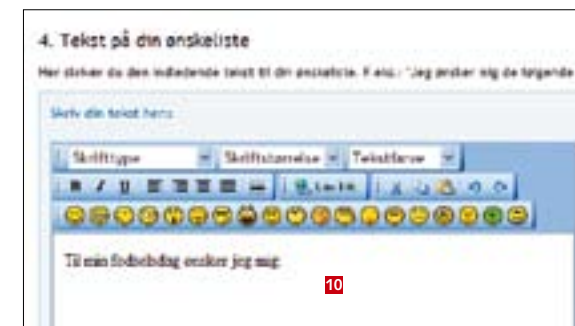 4. Tekst på din ønskeliste
Her skriver du den indledende tekst til din ønskeliste. F.eks.: "Jeg ønsker mig de følgende
Skriv din tekst her:
Skrifttype Skriftstørrelse Tekstfarve
B I U
Til min fødselsdag ønsker jeg mig:
10